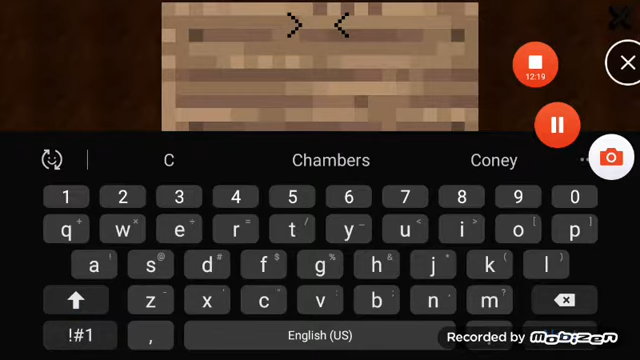 > <
12:19
C Chambers Coney
1 2 3 4 5 6 7 8 9 0
q + w × e ÷ r = t / y _ u < i > o [ p ]
a ! s @ d # f $ g % h & j * k ( l )
z - x ' c " v : b ; n , m ?
!#1 , English (US)
Recorded by mobizen